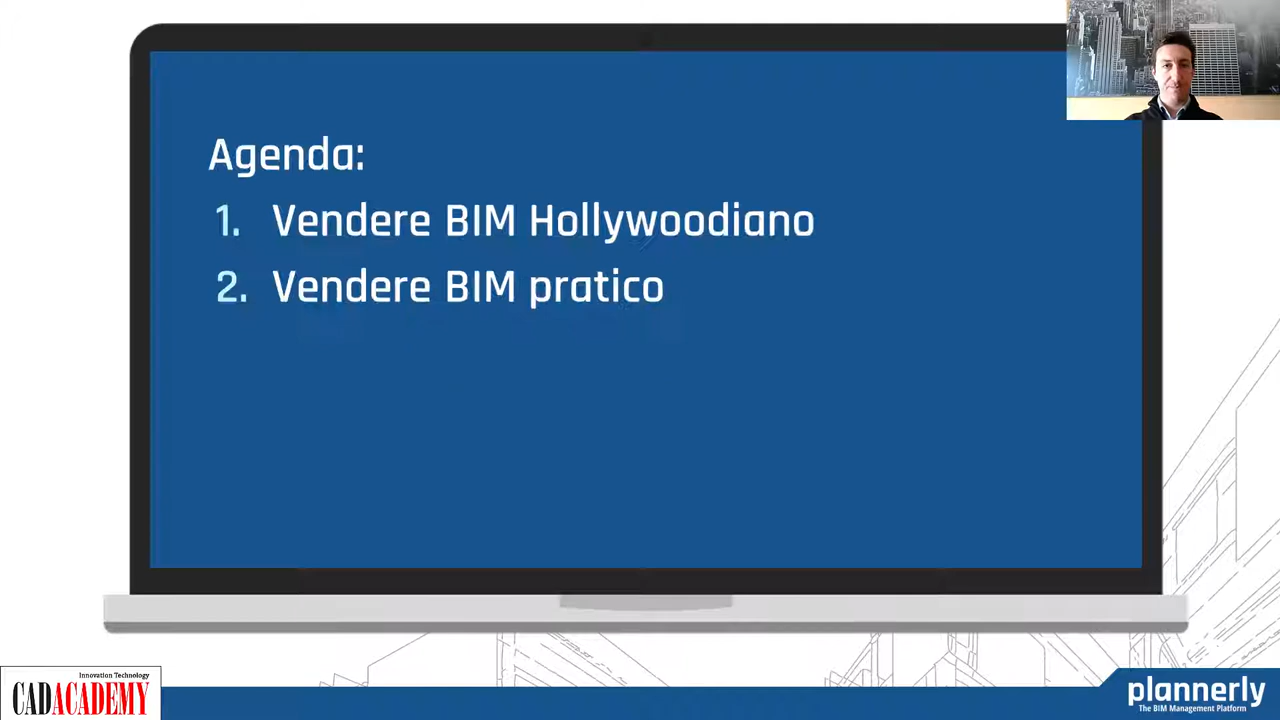 Agenda:
1. Vendere BIM Hollywoodiano
2. Vendere BIM pratico
Innovation Technology
CADACADEMY
plannerly
The BIM Management Platform